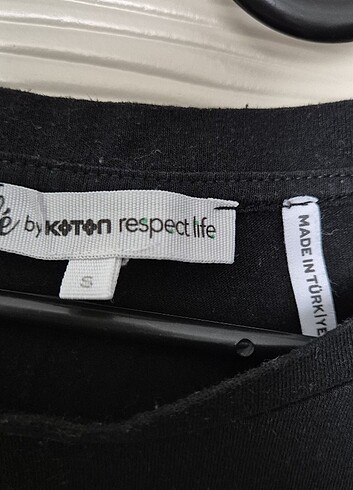 by KOTON respect life
S
MADE IN TÜRKİYE